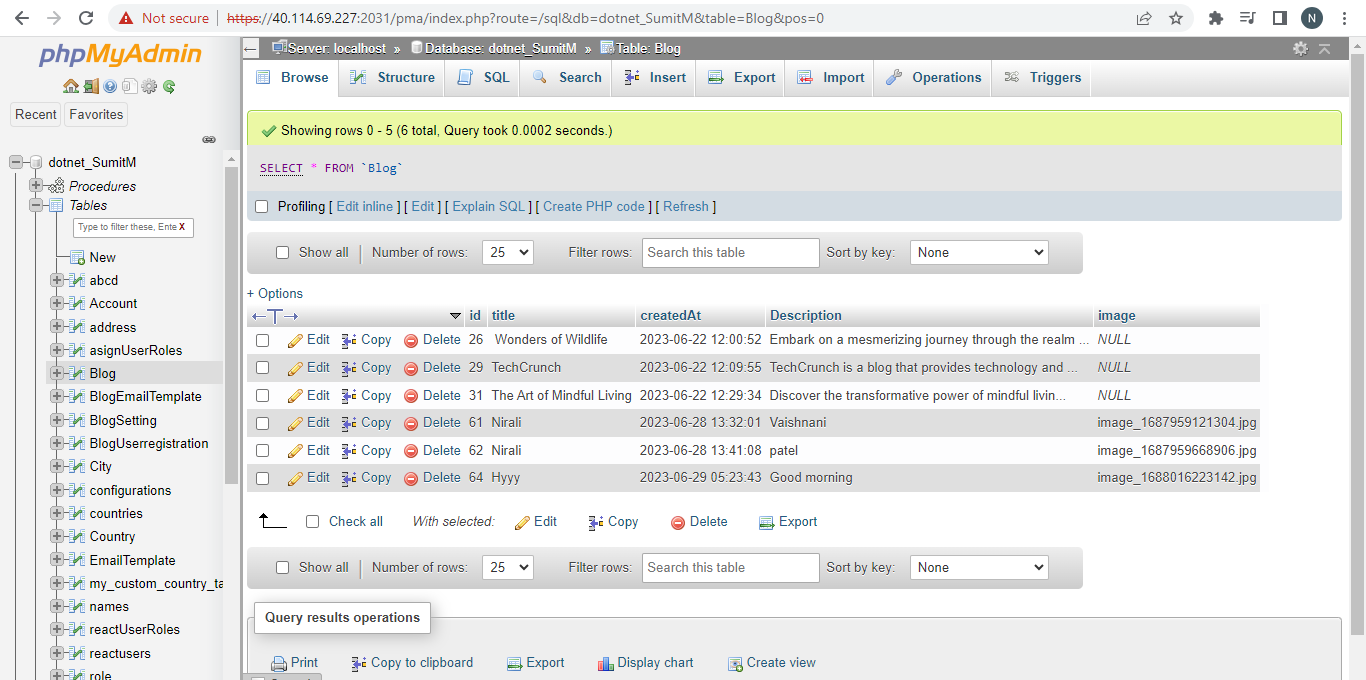 Not secure https://40.114.69.227:2031/pma/index.php?route=/sql&db=dotnet_SumitM&table=Blog&pos=0 N
phpMyAdmin
Recent Favorites
dotnet_SumitM
Procedures
Tables
Type to filter these, Ente X
New
abcd
Account
address
asignUserRoles
Blog
BlogEmailTemplate
BlogSetting
BlogUserregistration
City
configurations
countries
Country
EmailTemplate
my_custom_country_ta
names
reactUserRoles
reactusers
role
Server: localhost » Database: dotnet_SumitM » Table: Blog
Browse Structure SQL Search Insert Export Import Operations Triggers
Showing rows 0 - 5 (6 total, Query took 0.0002 seconds.)
SELECT * FROM `Blog`
Profiling [ Edit inline ] [ Edit ] [ Explain SQL ] [ Create PHP code ] [ Refresh ]
Show all Number of rows: 25 Filter rows: Search this table Sort by key: None
+ Options
←T→ id title createdAt Description image
Edit Copy Delete 26 Wonders of Wildlife 2023-06-22 12:00:52 Embark on a mesmerizing journey through the realm ... NULL
Edit Copy Delete 29 TechCrunch 2023-06-22 12:09:55 TechCrunch is a blog that provides technology and ... NULL
Edit Copy Delete 31 The Art of Mindful Living 2023-06-22 12:29:34 Discover the transformative power of mindful livin... NULL
Edit Copy Delete 61 Nirali 2023-06-28 13:32:01 Vaishnani image_1687959121304.jpg
Edit Copy Delete 62 Nirali 2023-06-28 13:41:08 patel image_1687959668906.jpg
Edit Copy Delete 64 Hyyy 2023-06-29 05:23:43 Good morning image_1688016223142.jpg
Check all With selected: Edit Copy Delete Export
Show all Number of rows: 25 Filter rows: Search this table Sort by key: None
Query results operations
Print Copy to clipboard Export Display chart Create view